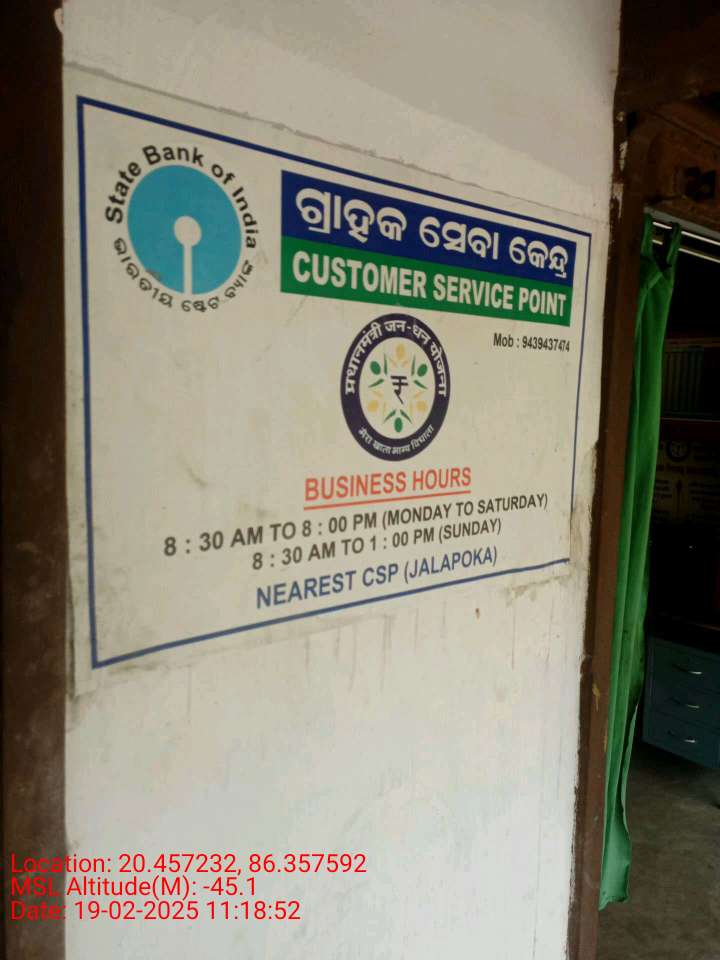 State Bank of India
ଭାରତୀୟ ଷ୍ଟେଟ ବ୍ୟାଙ୍କ
ଗ୍ରାହକ ସେବା କେନ୍ଦ୍ର
CUSTOMER SERVICE POINT
Mob : 9439437474
प्रधानमंत्री जन-धन योजना
मेरा खाता भाग्य विधाता
BUSINESS HOURS
8 : 30 AM TO 8 : 00 PM (MONDAY TO SATURDAY)
8 : 30 AM TO 1 : 00 PM (SUNDAY)
NEAREST CSP (JALAPOKA)
Location: 20.457232, 86.357592
MSL Altitude(M): -45.1
Date: 19-02-2025 11:18:52